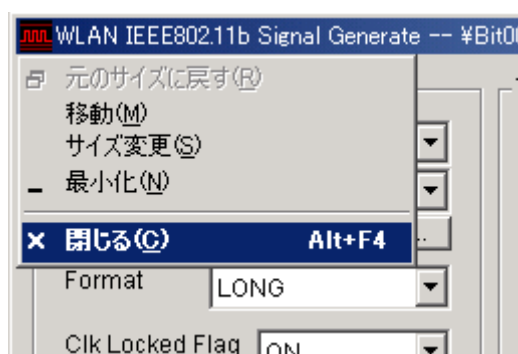 WLAN IEEE802.11b Signal Generate -- ¥Bit0
元のサイズに戻す(R)
移動(M)
サイズ変更(S)
最小化(N)
閉じる(C) Alt+F4
..
Format LONG
Clk Locked Flag ON